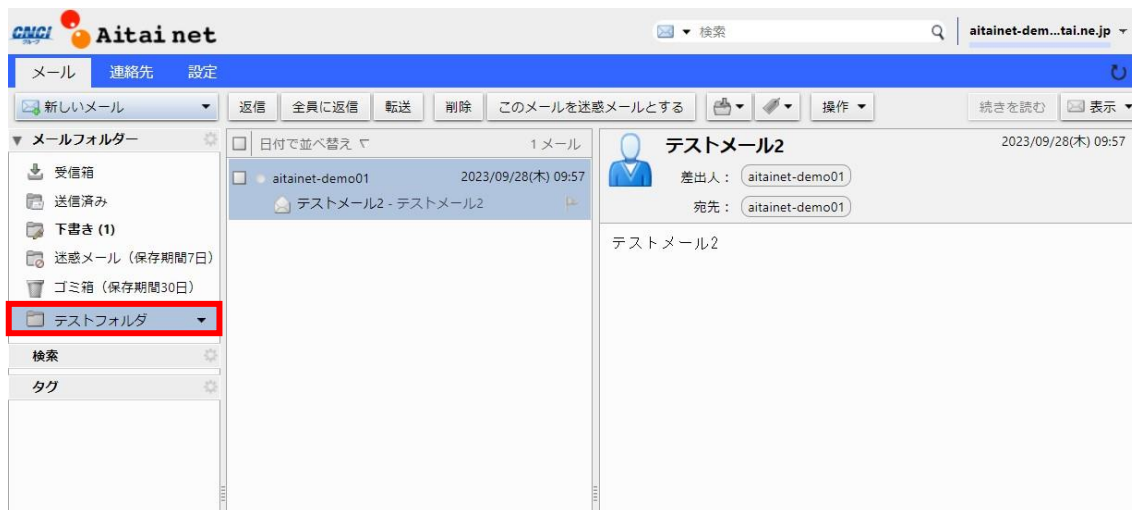 CNCI グループ Aitai net
検索
aitainet-dem...tai.ne.jp
メール 連絡先 設定
新しいメール 返信 全員に返信 転送 削除 このメールを迷惑メールとする 操作 続きを読む 表示
メールフォルダー
受信箱
送信済み
下書き (1)
迷惑メール（保存期間7日）
ゴミ箱（保存期間30日）
テストフォルダ
検索
タグ
日付で並べ替え 1 メール
aitainet-demo01 2023/09/28(木) 09:57
テストメール2 - テストメール2
テストメール2 2023/09/28(木) 09:57
差出人： aitainet-demo01
宛先： aitainet-demo01
テストメール2